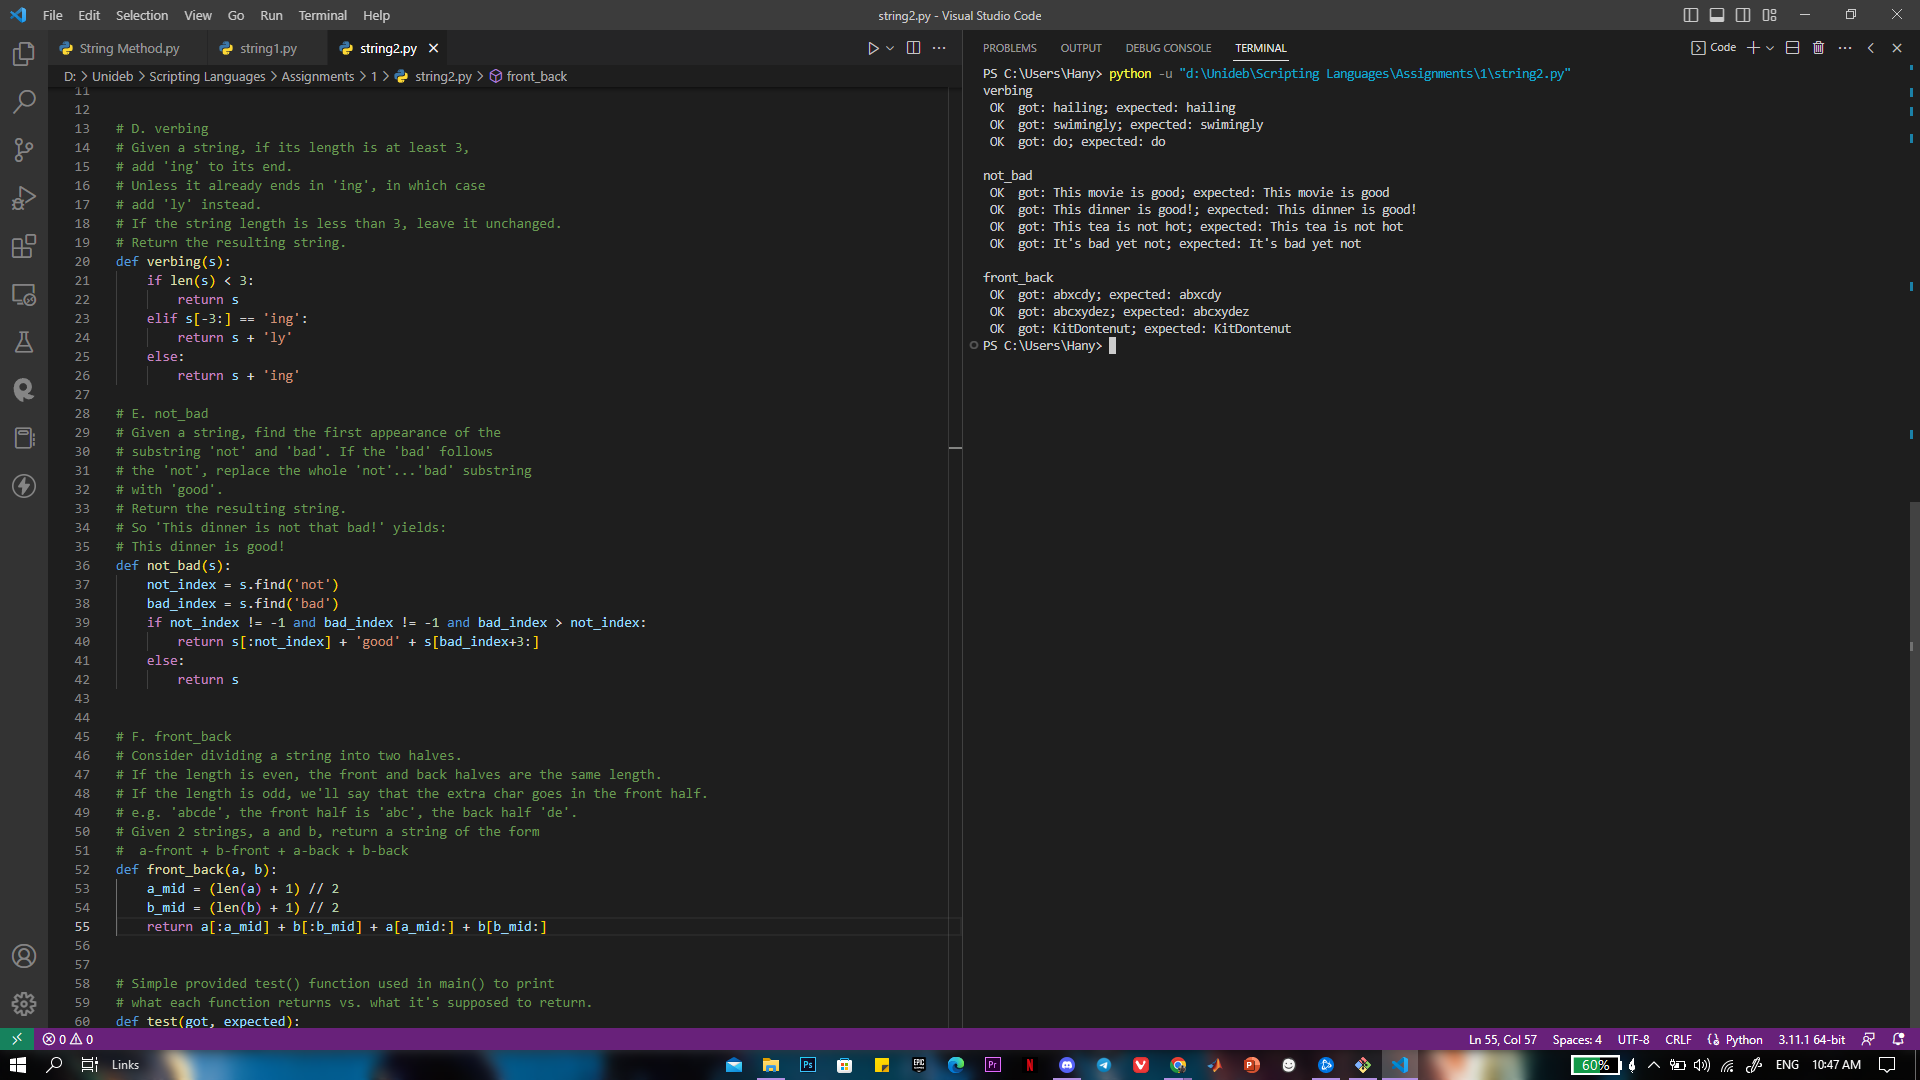 File Edit Selection View Go Run Terminal Help
string2.py - Visual Studio Code
String Method.py
string1.py
string2.py
D: > Unideb > Scripting Languages > Assignments > 1 > string2.py > front_back
11
12
13 # D. verbing
14 # Given a string, if its length is at least 3,
15 # add 'ing' to its end.
16 # Unless it already ends in 'ing', in which case
17 # add 'ly' instead.
18 # If the string length is less than 3, leave it unchanged.
19 # Return the resulting string.
20 def verbing(s):
21 if len(s) < 3:
22 return s
23 elif s[-3:] == 'ing':
24 return s + 'ly'
25 else:
26 return s + 'ing'
27
28 # E. not_bad
29 # Given a string, find the first appearance of the
30 # substring 'not' and 'bad'. If the 'bad' follows
31 # the 'not', replace the whole 'not'...'bad' substring
32 # with 'good'.
33 # Return the resulting string.
34 # So 'This dinner is not that bad!' yields:
35 # This dinner is good!
36 def not_bad(s):
37 not_index = s.find('not')
38 bad_index = s.find('bad')
39 if not_index != -1 and bad_index != -1 and bad_index > not_index:
40 return s[:not_index] + 'good' + s[bad_index+3:]
41 else:
42 return s
43
44
45 # F. front_back
46 # Consider dividing a string into two halves.
47 # If the length is even, the front and back halves are the same length.
48 # If the length is odd, we'll say that the extra char goes in the front half.
49 # e.g. 'abcde', the front half is 'abc', the back half 'de'.
50 # Given 2 strings, a and b, return a string of the form
51 #  a-front + b-front + a-back + b-back
52 def front_back(a, b):
53 a_mid = (len(a) + 1) // 2
54 b_mid = (len(b) + 1) // 2
55 return a[:a_mid] + b[:b_mid] + a[a_mid:] + b[b_mid:]
56
57
58 # Simple provided test() function used in main() to print
59 # what each function returns vs. what it's supposed to return.
60 def test(got, expected):
PROBLEMS OUTPUT DEBUG CONSOLE TERMINAL
Code
PS C:\Users\Hany> python -u "d:\Unideb\Scripting Languages\Assignments\1\string2.py"
verbing
OK got: hailing; expected: hailing
OK got: swimingly; expected: swimingly
OK got: do; expected: do
not_bad
OK got: This movie is good; expected: This movie is good
OK got: This dinner is good!; expected: This dinner is good!
OK got: This tea is not hot; expected: This tea is not hot
OK got: It's bad yet not; expected: It's bad yet not
front_back
OK got: abxcdy; expected: abxcdy
OK got: abcxydez; expected: abcxydez
OK got: KitDontenut; expected: KitDontenut
PS C:\Users\Hany>
0 0
Ln 55, Col 57 Spaces: 4 UTF-8 CRLF Python 3.11.1 64-bit
Links
Ps
EPIC
Pr
N
60%
ENG 10:47 AM